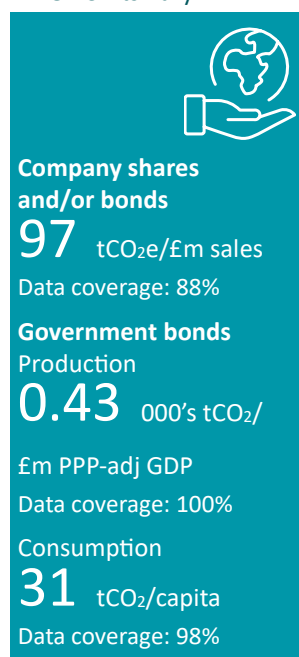 Company shares
and/or bonds
97 tCO₂e/£m sales
Data coverage: 88%
Government bonds
Production
0.43 000's tCO₂/
£m PPP-adj GDP
Data coverage: 100%
Consumption
31 tCO₂/capita
Data coverage: 98%